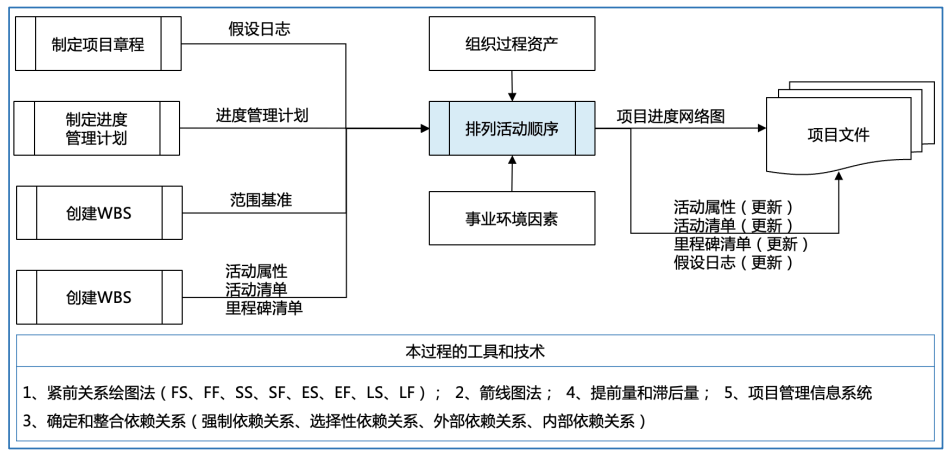 制定项目章程
假设日志
组织过程资产
制定进度
管理计划
进度管理计划
排列活动顺序
项目进度网络图
项目文件
创建WBS
范围基准
事业环境因素
活动属性（更新）
活动清单（更新）
里程碑清单（更新）
假设日志（更新）
创建WBS
活动属性
活动清单
里程碑清单
本过程的工具和技术
1、紧前关系绘图法（FS、FF、SS、SF、ES、EF、LS、LF）； 2、箭线图法； 4、提前量和滞后量； 5、项目管理信息系统
3、确定和整合依赖关系（强制依赖关系、选择性依赖关系、外部依赖关系、内部依赖关系）